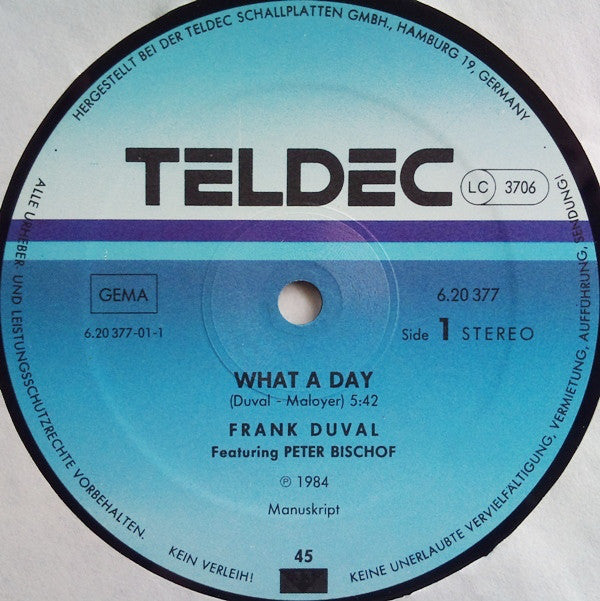 HERGESTELLT BEI DER TELDEC SCHALLPLATTEN GMBH., HAMBURG 19, GERMANY
TELDEC
LC 3706
GEMA
6.20 377-01-1
6.20 377
Side 1 STEREO
WHAT A DAY
(Duval - Maloyer) 5:42
FRANK DUVAL
Featuring PETER BISCHOF
℗ 1984
Manuskript
45
ALLE URHEBER- UND LEISTUNGSSCHUTZRECHTE VORBEHALTEN.
KEIN VERLEIH!
KEINE UNERLAUBTE VERVIELFÄLTIGUNG, VERMIETUNG, AUFFÜHRUNG, SENDUNG!